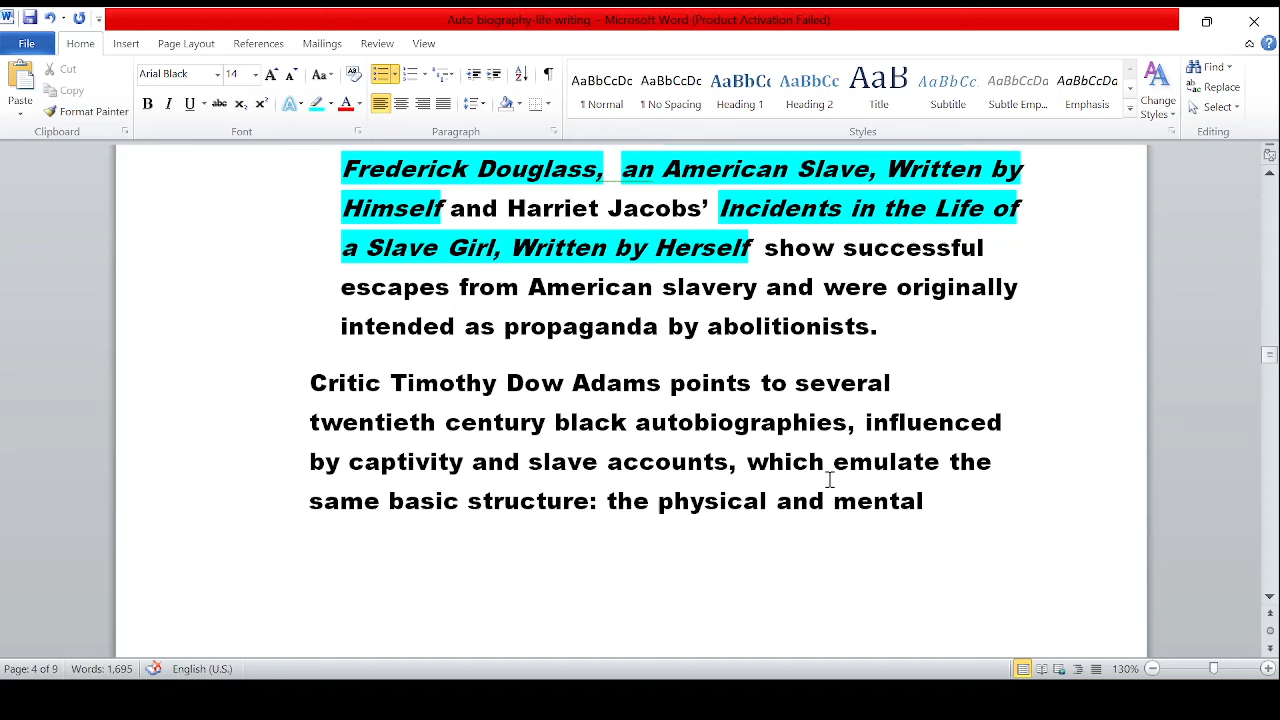 Auto biography-life writing - Microsoft Word (Product Activation Failed)
File Home Insert Page Layout References Mailings Review View
Paste
Cut
Copy
Format Painter
Clipboard
Arial Black 14
Font
Paragraph
AaBbCcDc AaBbCcDc AaBbCc AaBbCc AaB AaBbCc. AaBbCcDc AaBbCcDc
¶ Normal ¶ No Spacing Heading 1 Heading 2 Title Subtitle Subtle Em... Emphasis
Change Styles
Styles
Find
Replace
Select
Editing
Frederick Douglass, an American Slave, Written by
Himself and Harriet Jacobs’ Incidents in the Life of
a Slave Girl, Written by Herself show successful
escapes from American slavery and were originally
intended as propaganda by abolitionists.
Critic Timothy Dow Adams points to several
twentieth century black autobiographies, influenced
by captivity and slave accounts, which emulate the
same basic structure: the physical and mental
Page: 4 of 9 Words: 1,695 English (U.S.) 130%